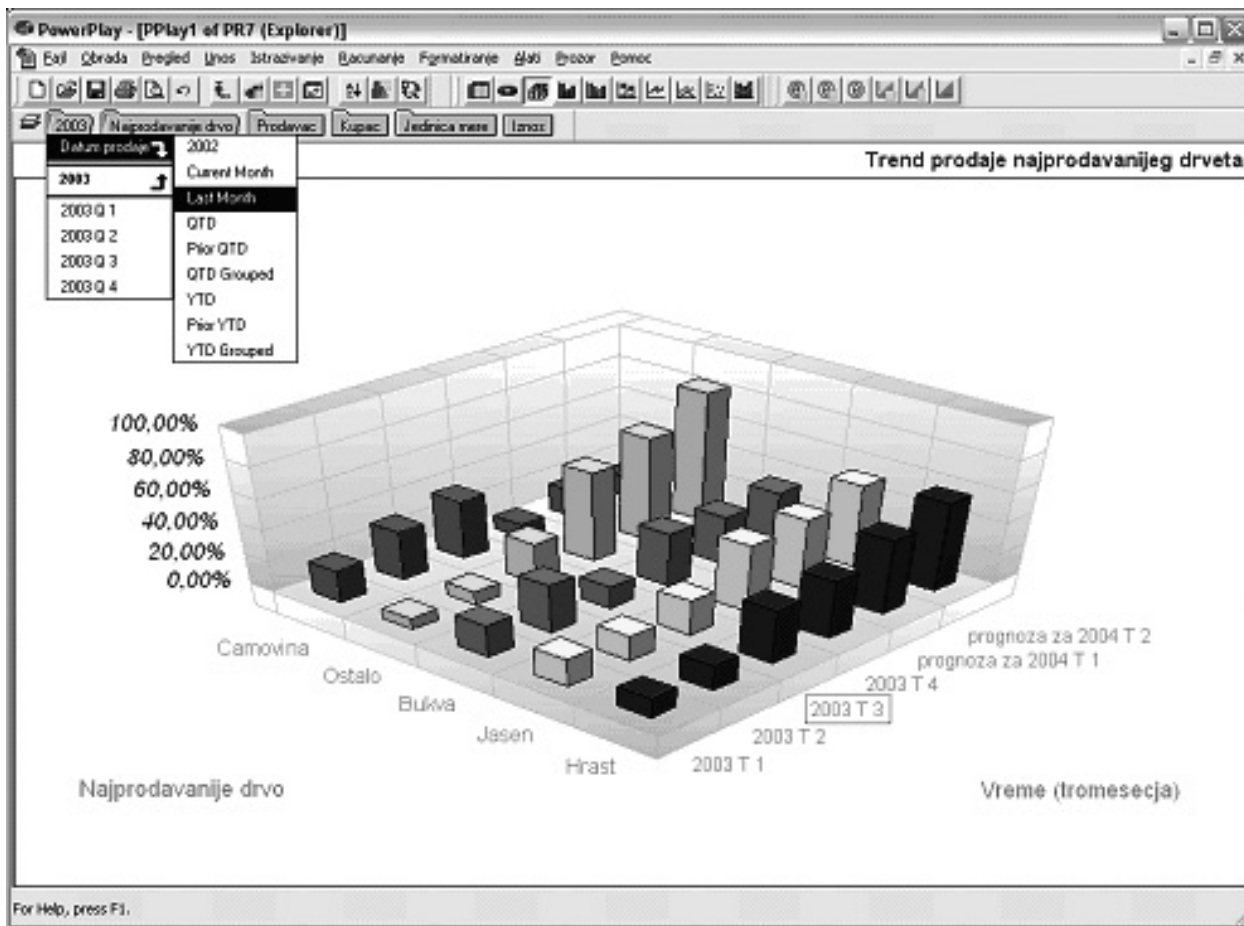 PowerPlay - [PPlay1 of PR7 (Explorer)]
Fajl Obrada Pregled Unos Istrazivanje Racunanje Formatiranje Alati Prozor Pomoc
2003 Najprodavanije drvo Prodavac Kupac Jedinica mere Iznos
Trend prodaje najprodavanijeg drveta
Datum prodaje
2003
2003 Q 1
2003 Q 2
2003 Q 3
2003 Q 4
2002
Current Month
Last Month
QTD
Prior QTD
QTD Grouped
YTD
Prior YTD
YTD Grouped
100,00%
80,00%
60,00%
40,00%
20,00%
0,00%
Camovina
Ostalo
Bukva
Jasen
Hrast
prognoza za 2004 T 2
prognoza za 2004 T 1
2003 T 4
2003 T 3
2003 T 2
2003 T 1
Najprodavanije drvo
Vreme (tromesecja)
For Help, press F1.